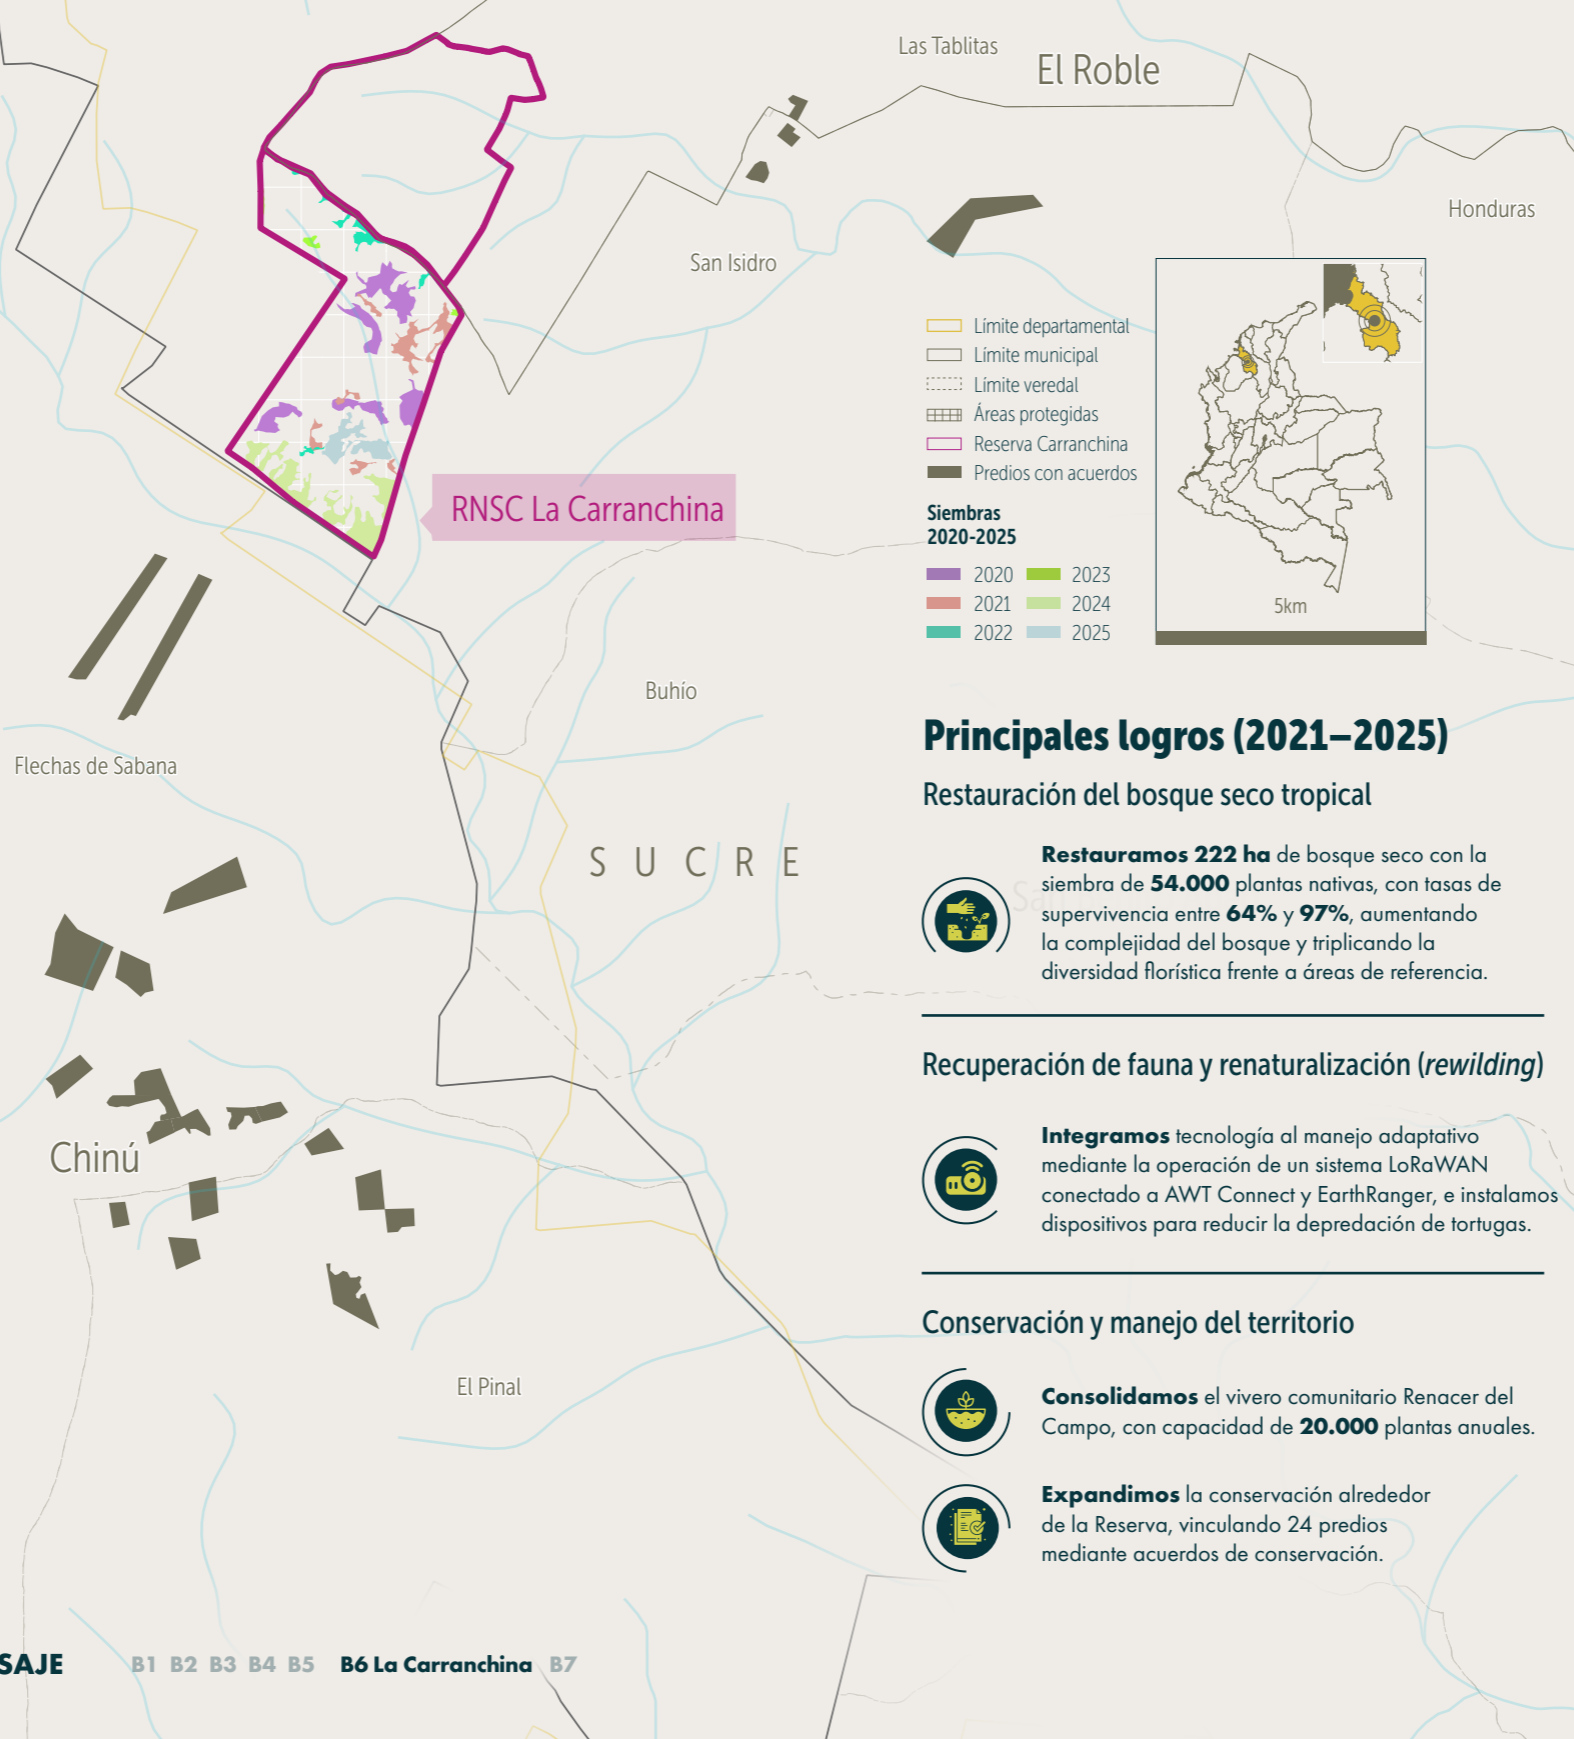 Las Tablitas
El Roble
Honduras
San Isidro
Límite departamental
Límite municipal
Límite veredal
Áreas protegidas
Reserva Carranchina
Predios con acuerdos
Siembras
2020-2025
2020 2023
2021 2024
2022 2025
5km
RNSC La Carranchina
Buhío
Flechas de Sabana
SUCRE
Chinú
El Pinal
Principales logros (2021–2025)
Restauración del bosque seco tropical
Restauramos 222 ha de bosque seco con la
siembra de 54.000 plantas nativas, con tasas de
supervivencia entre 64% y 97%, aumentando
la complejidad del bosque y triplicando la
diversidad florística frente a áreas de referencia.
Recuperación de fauna y renaturalización (rewilding)
Integramos tecnología al manejo adaptativo
mediante la operación de un sistema LoRaWAN
conectado a AWT Connect y EarthRanger, e instalamos
dispositivos para reducir la depredación de tortugas.
Conservación y manejo del territorio
Consolidamos el vivero comunitario Renacer del
Campo, con capacidad de 20.000 plantas anuales.
Expandimos la conservación alrededor
de la Reserva, vinculando 24 predios
mediante acuerdos de conservación.
SAJE B1 B2 B3 B4 B5 B6 La Carranchina B7